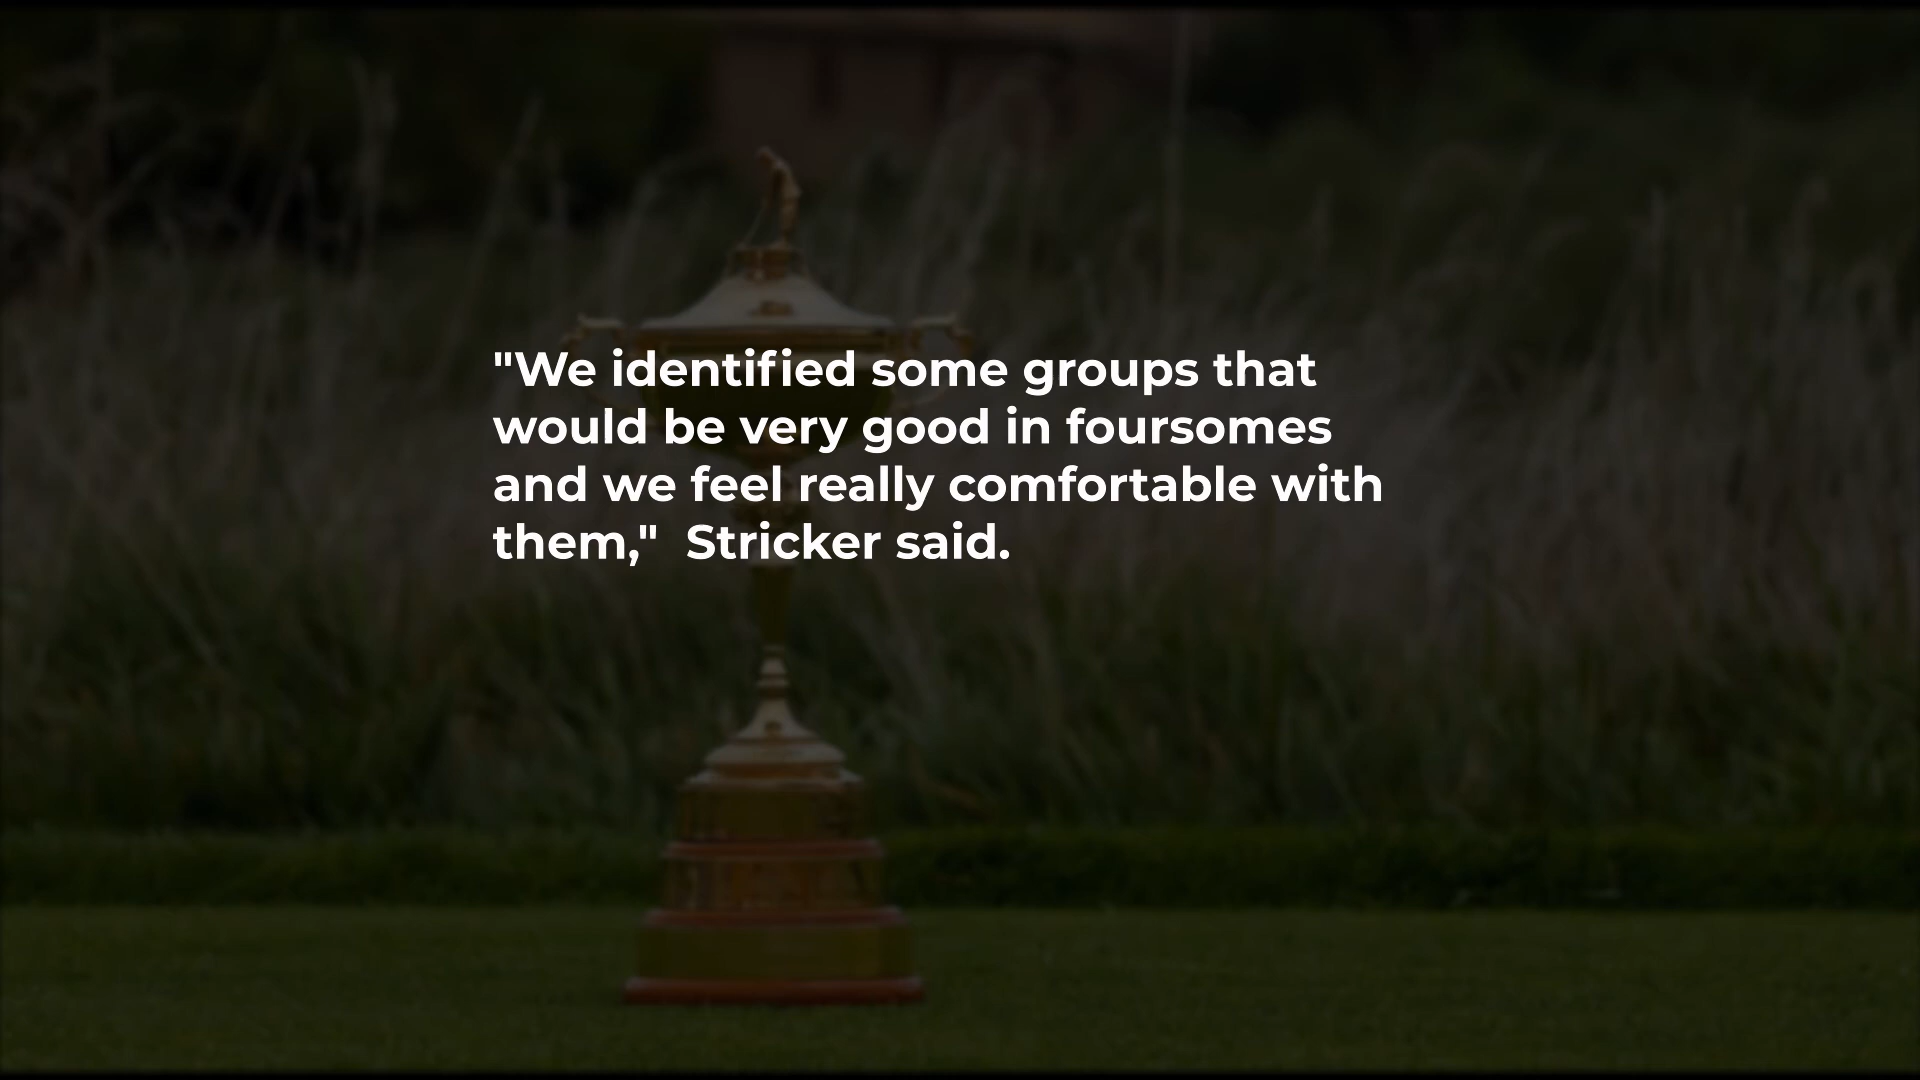 "We identified some groups that
would be very good in foursomes
and we feel really comfortable with
them,"  Stricker said.